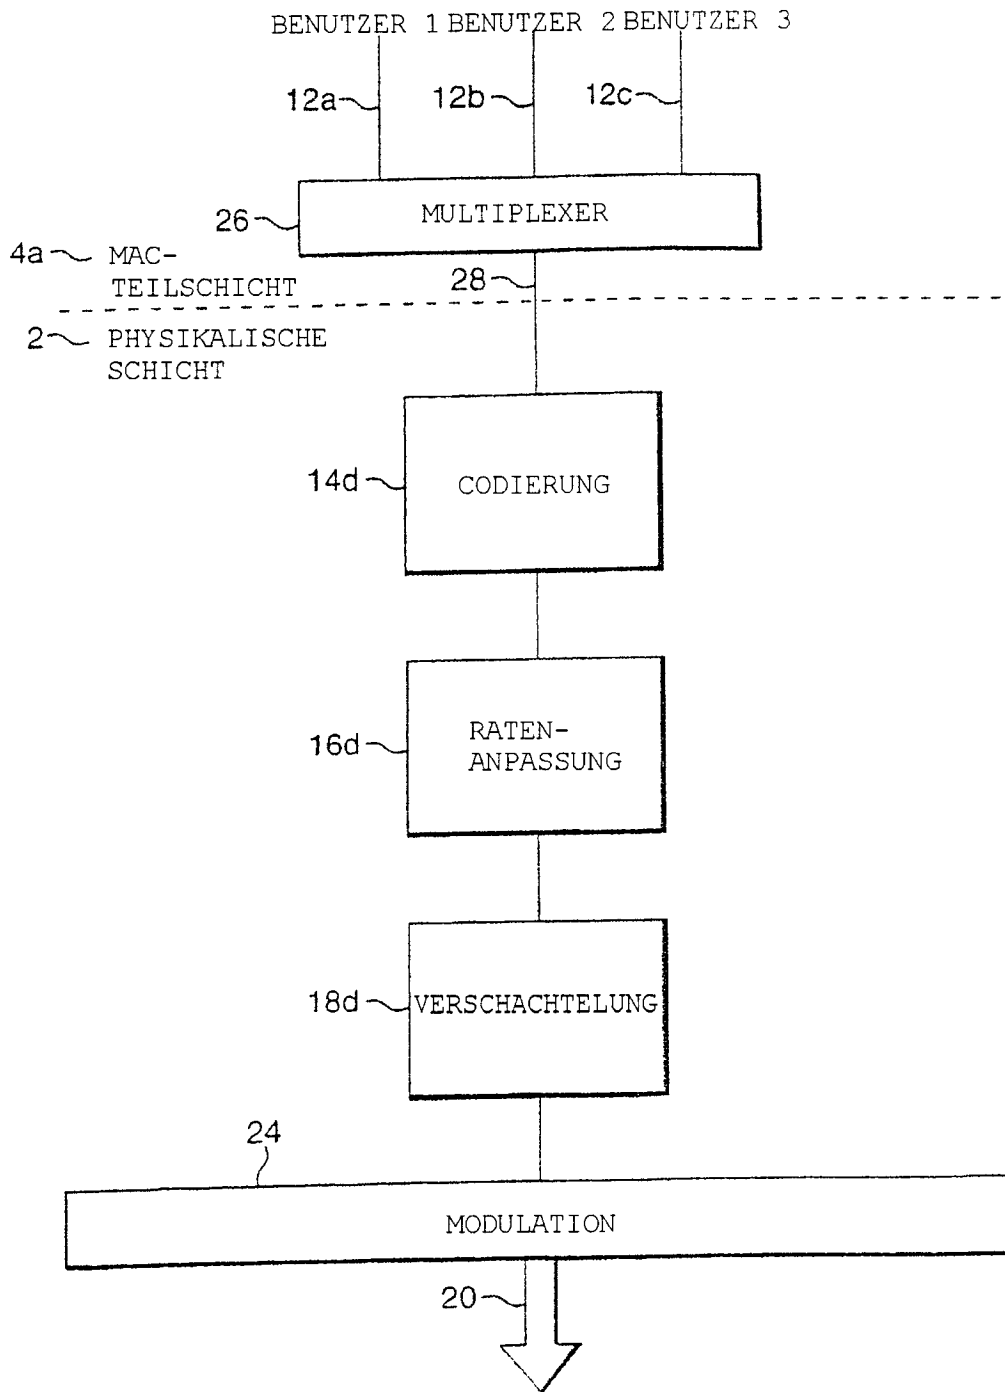 BENUTZER 1 BENUTZER 2 BENUTZER 3
12a 12b 12c
26 MULTIPLEXER
4a MAC-
TEILSCHICHT
28
2 PHYSIKALISCHE
SCHICHT
14d CODIERUNG
16d RATEN-
ANPASSUNG
18d VERSCHACHTELUNG
24
MODULATION
20